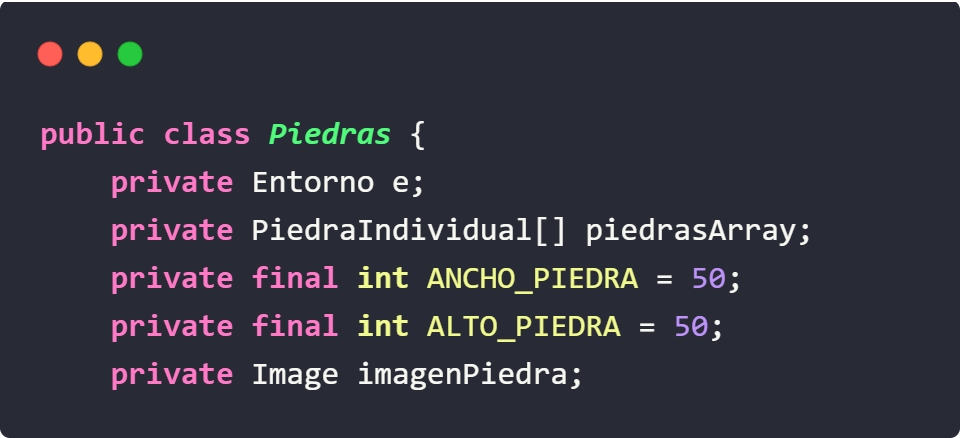 public class Piedras {
    private Entorno e;
    private PiedraIndividual[] piedrasArray;
    private final int ANCHO_PIEDRA = 50;
    private final int ALTO_PIEDRA = 50;
    private Image imagenPiedra;